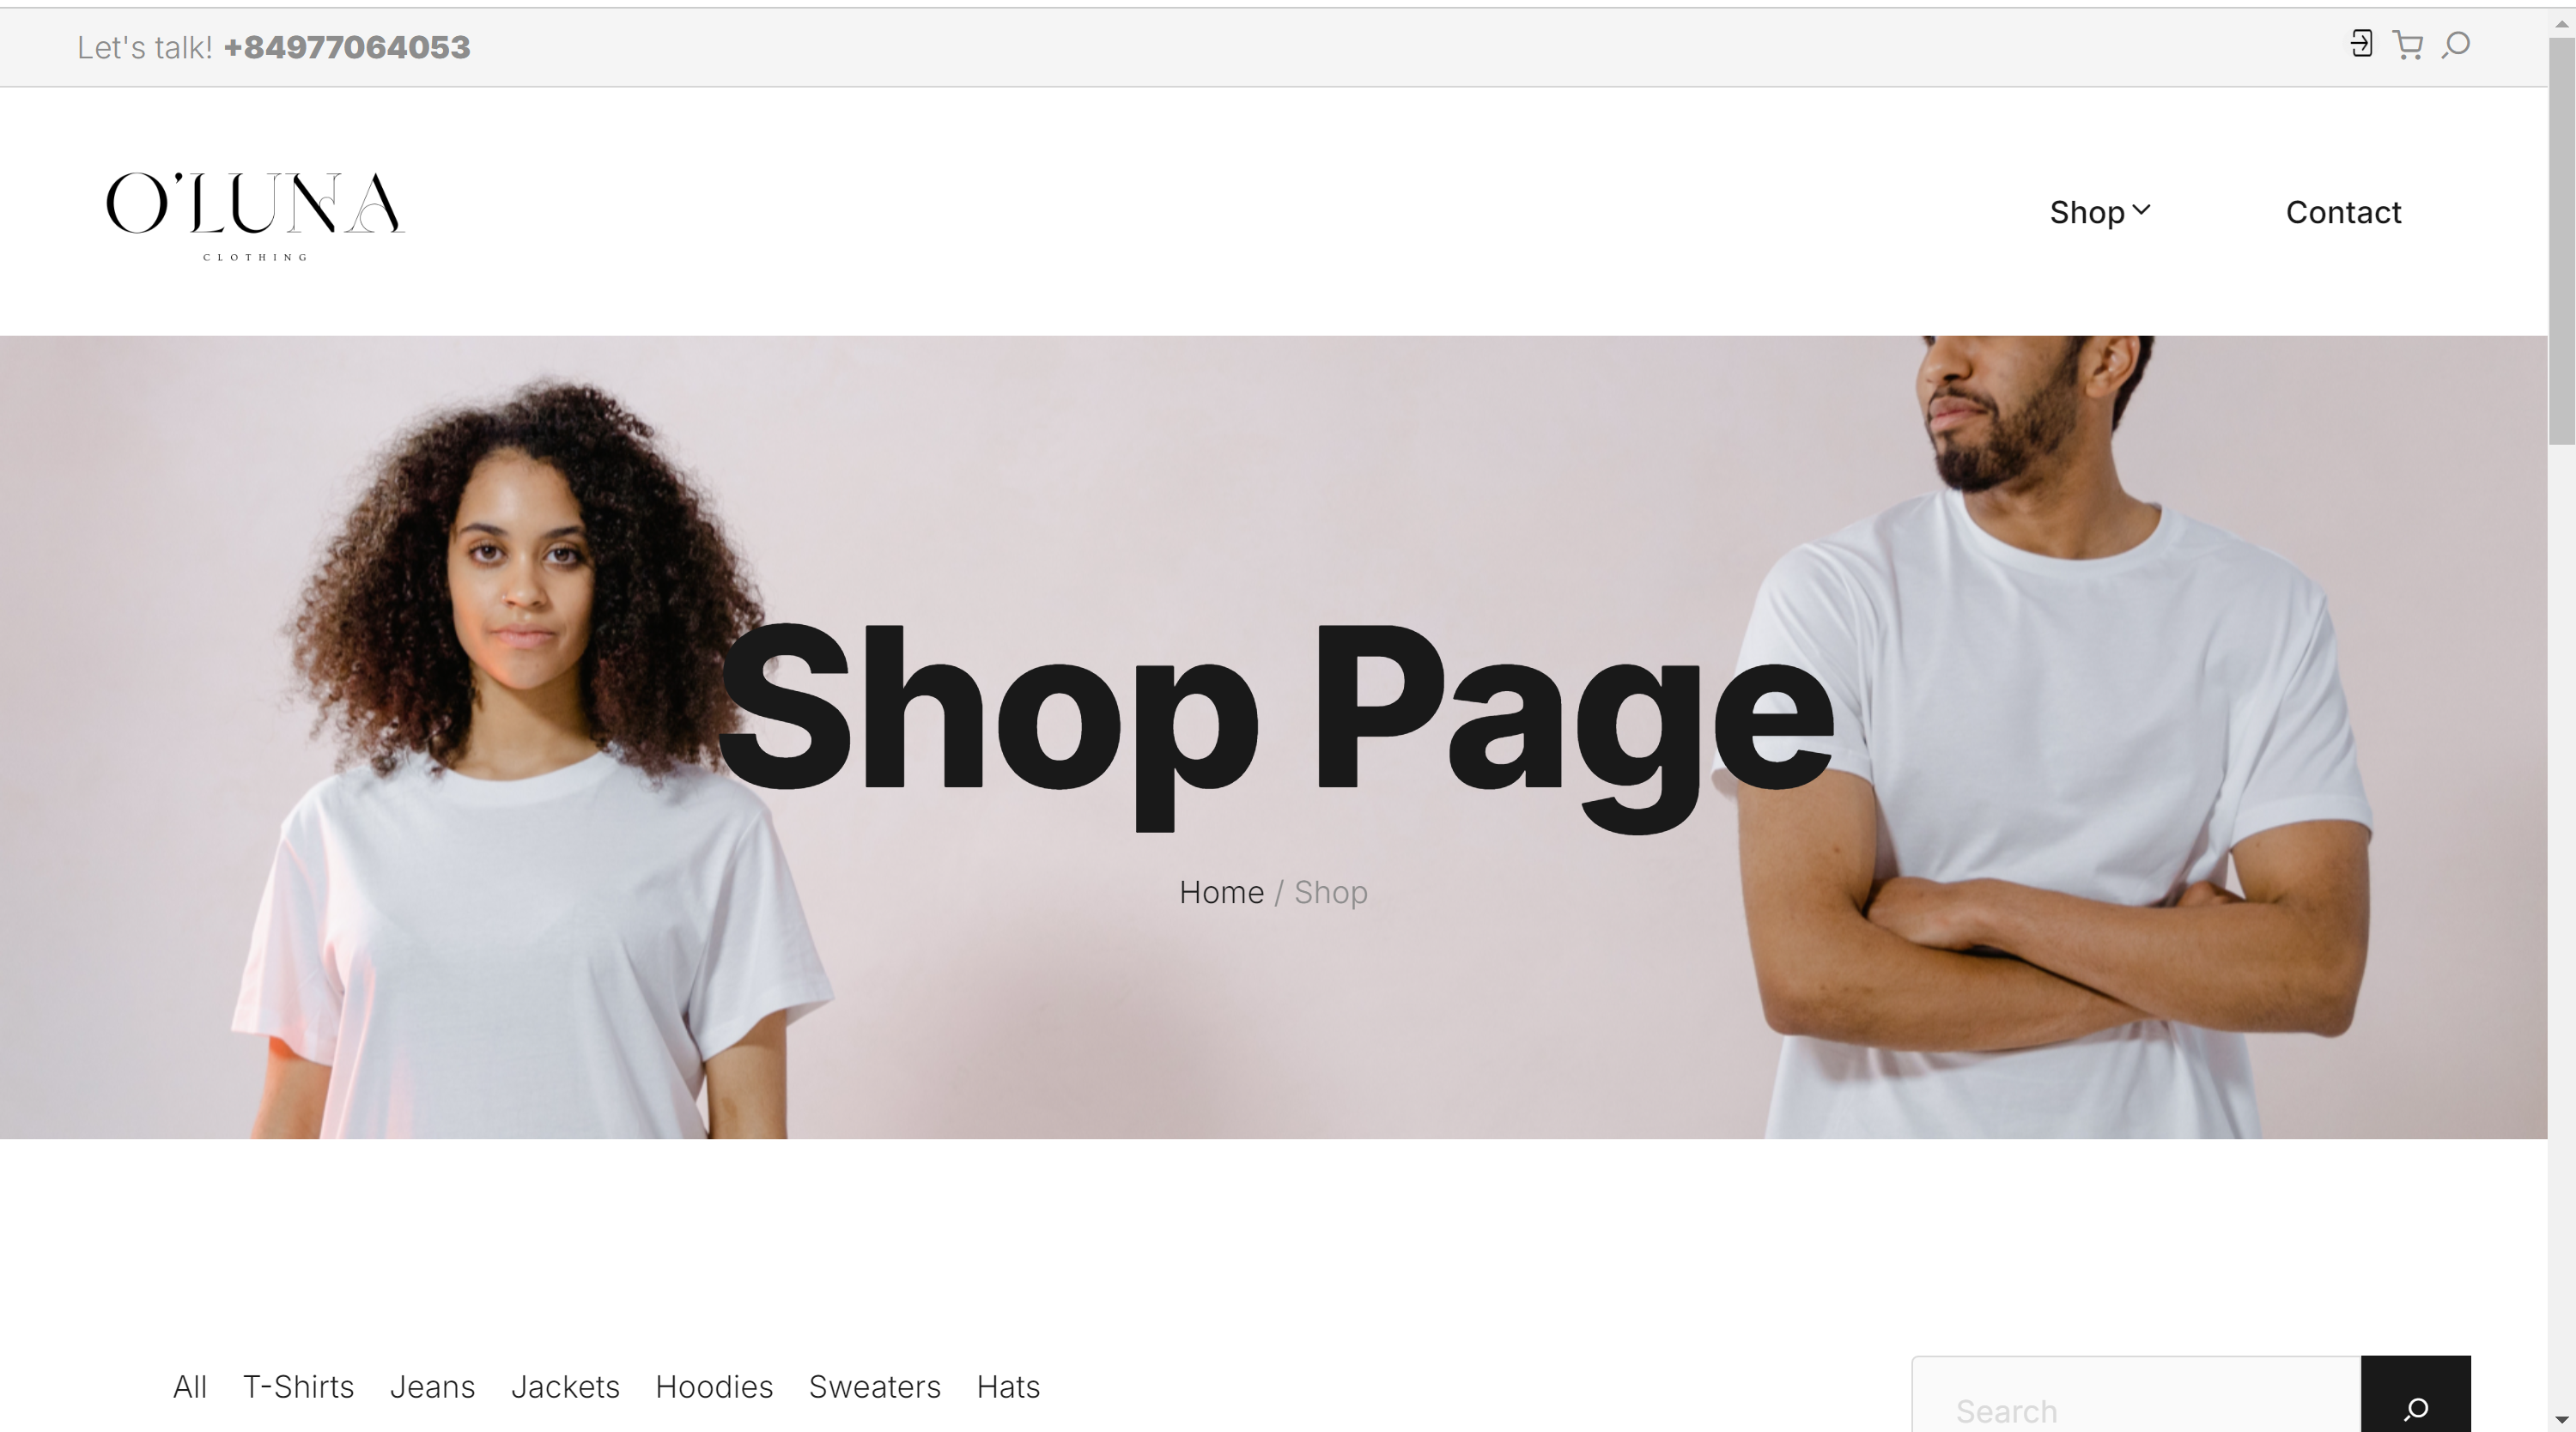 Let's talk! +84977064053
O'LUNA
CLOTHING
Shop
Contact
Shop Page
Home / Shop
All T-Shirts Jeans Jackets Hoodies Sweaters Hats
Search